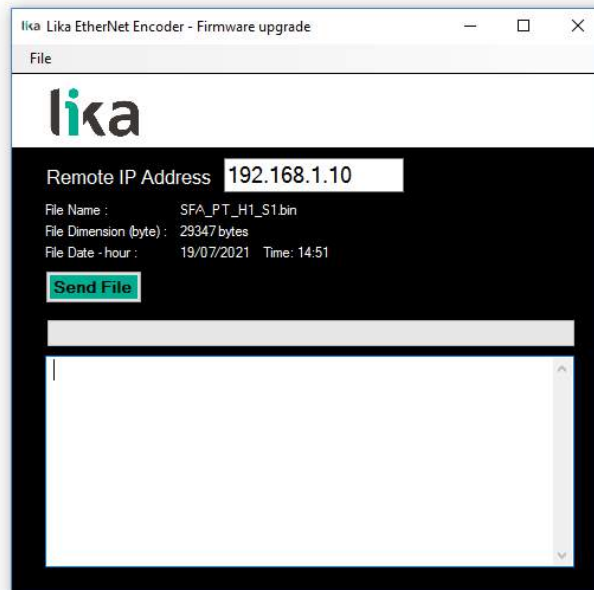 lika Lika EtherNet Encoder - Firmware upgrade
File
lika
Remote IP Address 192.168.1.10
File Name : SFA_PT_H1_S1.bin
File Dimension (byte) : 29347 bytes
File Date - hour : 19/07/2021 Time: 14:51
Send File